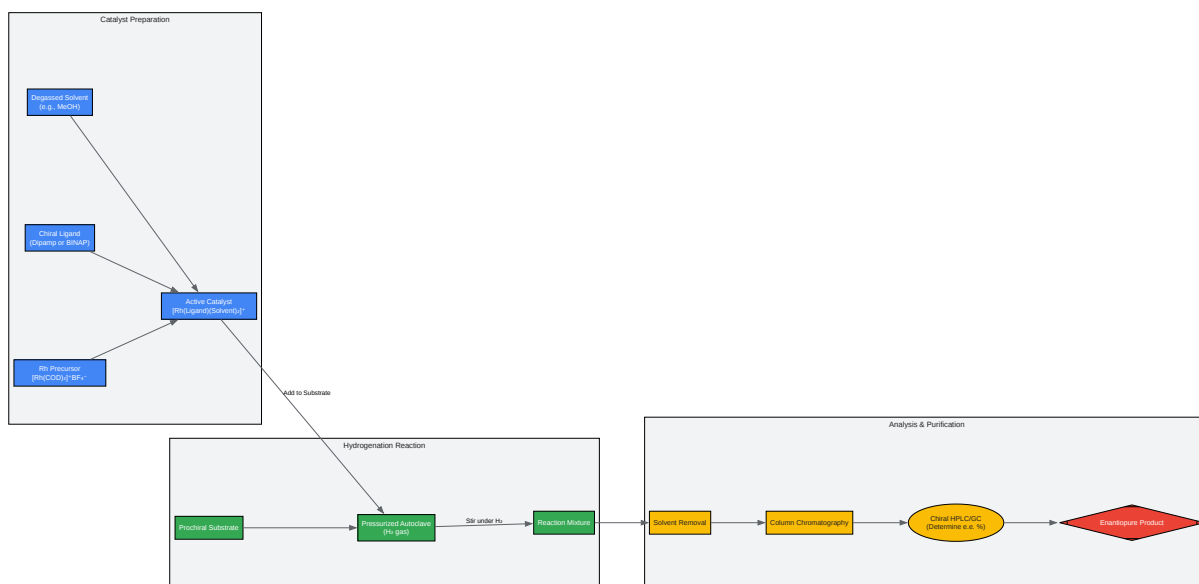 Catalyst Preparation
Degassed Solvent
(e.g., MeOH)
Chiral Ligand
(Dipamp or BINAP)
Active Catalyst
[Rh(Ligand)(Solvent)₂]⁺
Rh Precursor
[Rh(COD)₂]⁺BF₄⁻
Add to Substrate
Hydrogenation Reaction
Prochiral Substrate
Pressurized Autoclave
(H₂ gas)
Stir under H₂
Reaction Mixture
Analysis & Purification
Solvent Removal
Column Chromatography
Chiral HPLC/GC
(Determine e.e. %)
Enantiopure Product